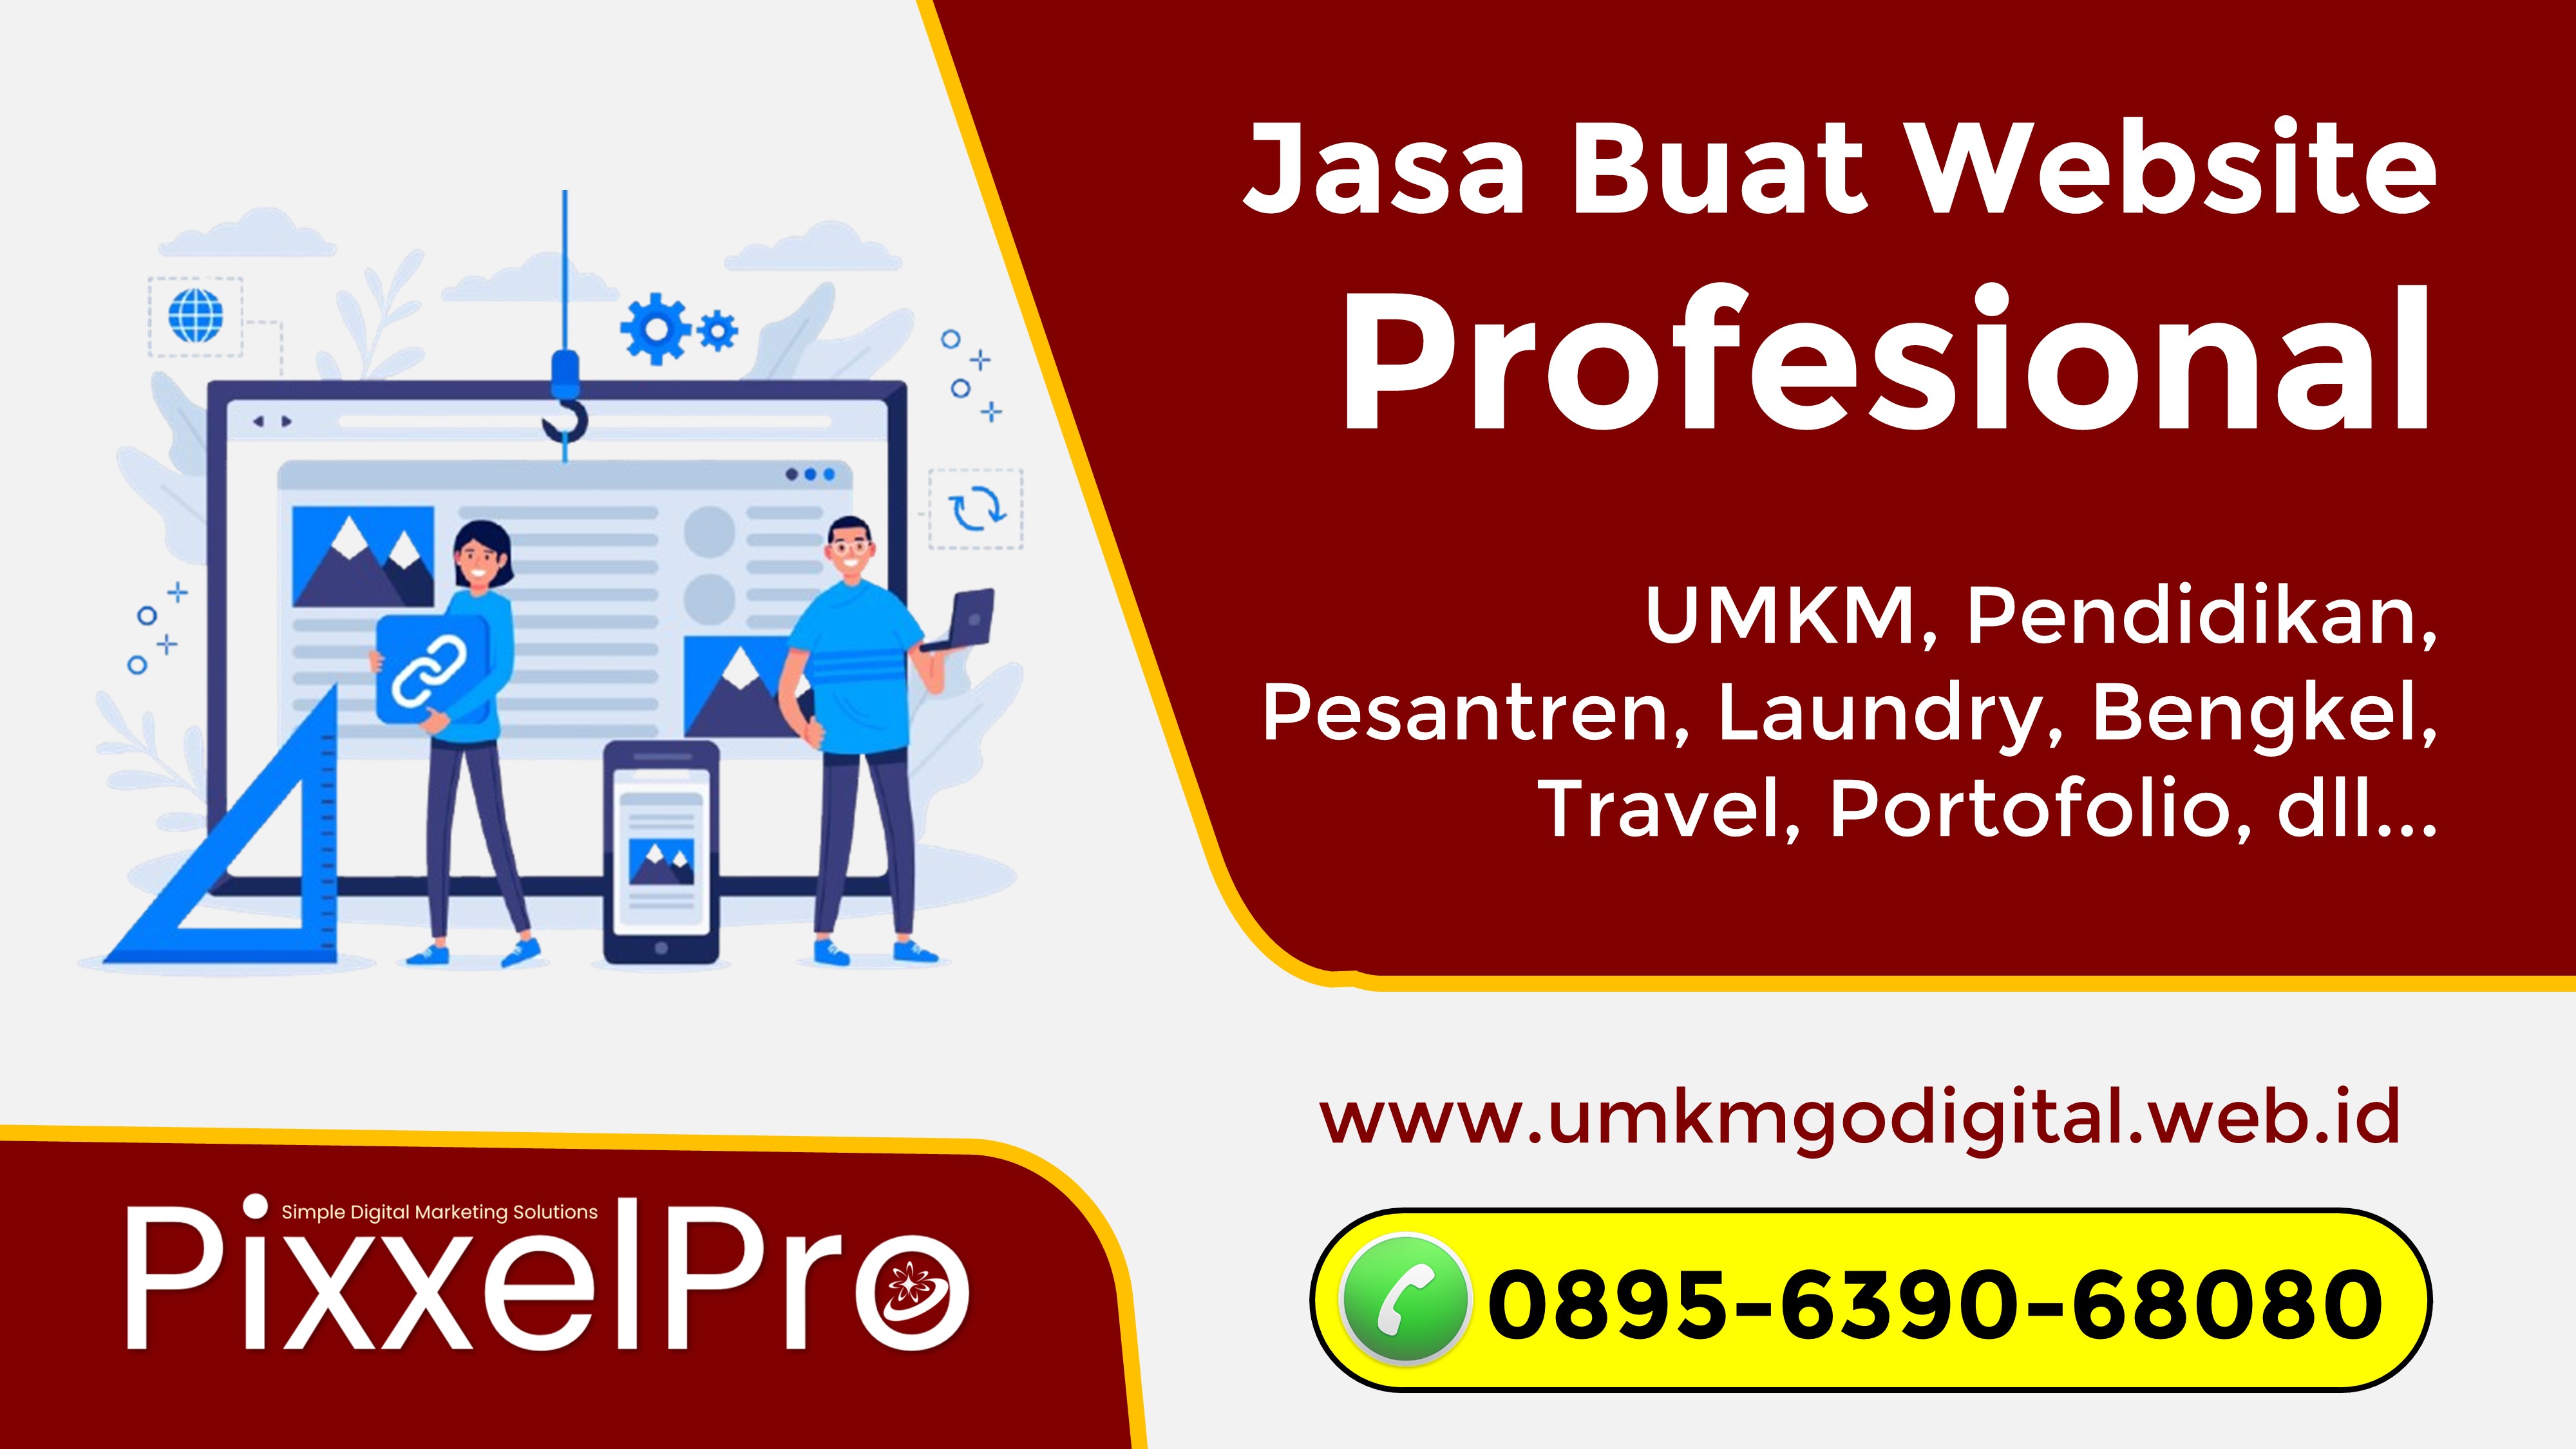 Jasa Buat Website
Profesional
UMKM, Pendidikan,
Pesantren, Laundry, Bengkel,
Travel, Portofolio, dll...
www.umkmgodigital.web.id
0895-6390-68080
Simple Digital Marketing Solutions
PixxelPro